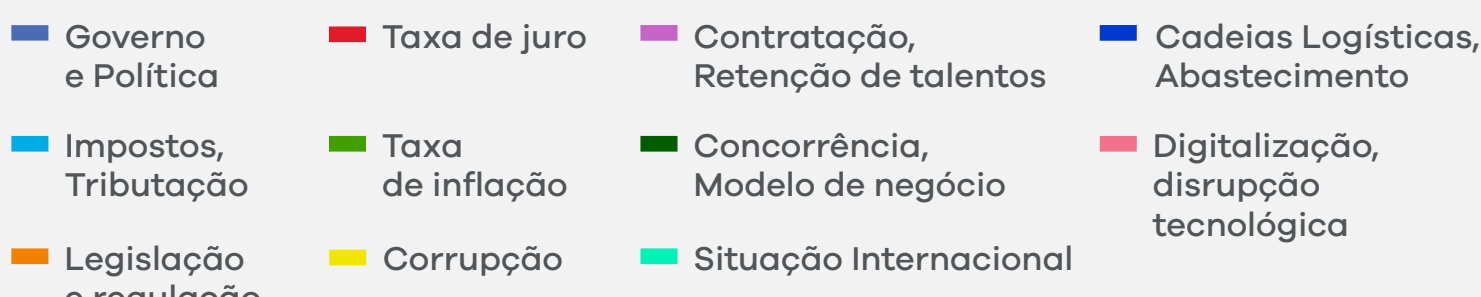 Governo
e Política
Taxa de juro
Contratação,
Retenção de talentos
Cadeias Logísticas,
Abastecimento
Impostos,
Tributação
Taxa
de inflação
Concorrência,
Modelo de negócio
Digitalização,
disrupção
tecnológica
Legislação
e regulação
Corrupção
Situação Internacional